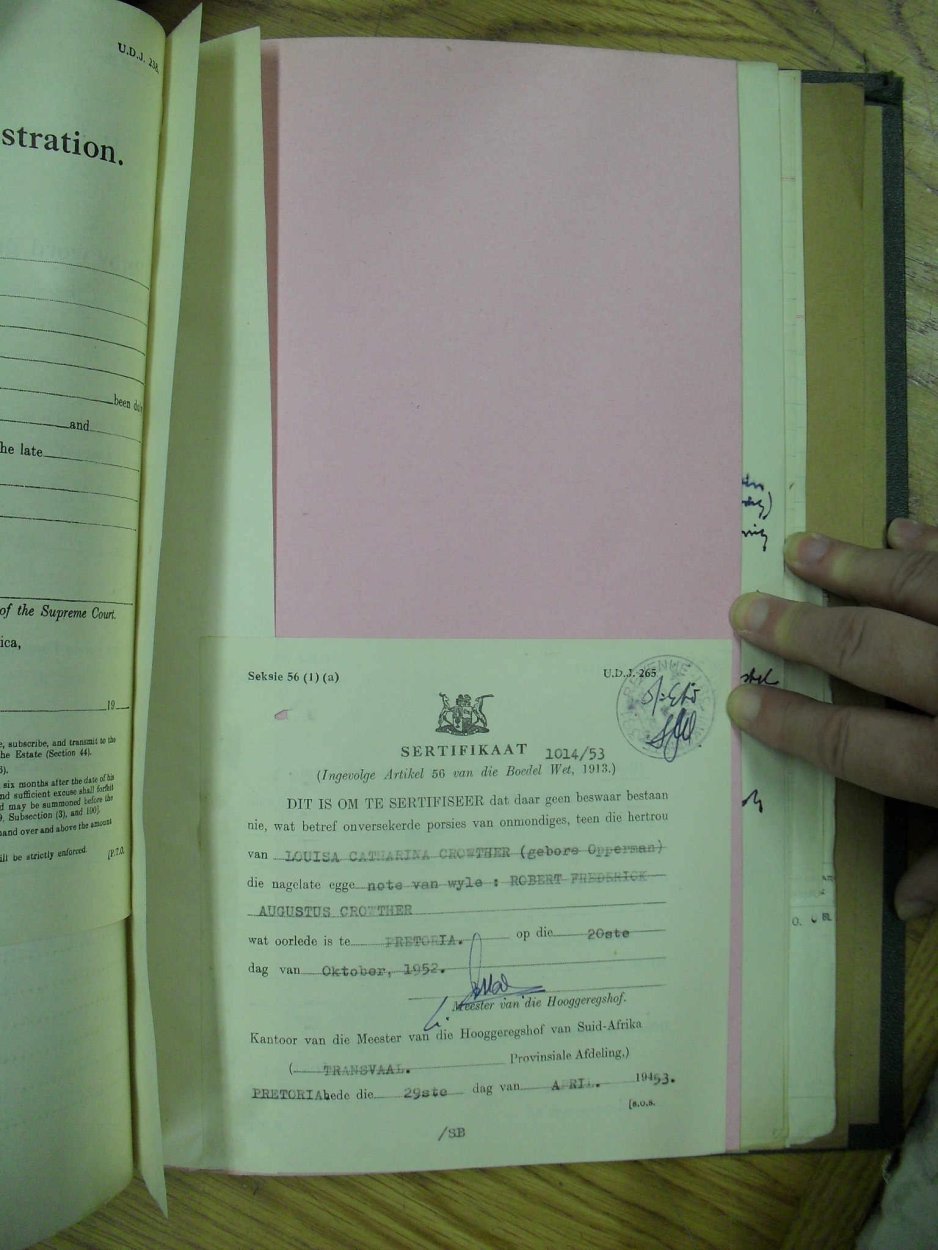 U.D.J. 238
stration.
been du
and
he late
of the Supreme Court.
ica,
19
e, subscribe, and transmit to the
he Estate (Section 44).
six months after the date of his
nd sufficient excuse shall forfeit
d may be summoned before the
9, Subsection (3), and 100].
hand over and above the amount
ill be strictly enforced.
[P.T.O.
Seksie 56 (1) (a)
U.D.J. 265
REVENUE
SERTIFIKAAT 1014/53
(Ingevolge Artikel 56 van die Boedel Wet, 1913.)
DIT IS OM TE SERTIFISEER dat daar geen beswaar bestaan
nie, wat betref onversekerde porsies van onmondiges, teen die hertrou
van LOUISA CATHARINA CROWTHER (gebore Opperman)
die nagelate egge note van wyle : ROBERT FREDERICK
AUGUSTUS CROWTHER
wat oorlede is te PRETORIA. op die 20ste
dag van Oktober, 1952.
Meester van die Hooggeregshof.
Kantoor van die Meester van die Hooggeregshof van Suid-Afrika
( TRANSVAAL. Provinsiale Afdeling,)
PRETORIA hede die 29ste dag van APRIL. 1953.
[B.O.S.
/SB